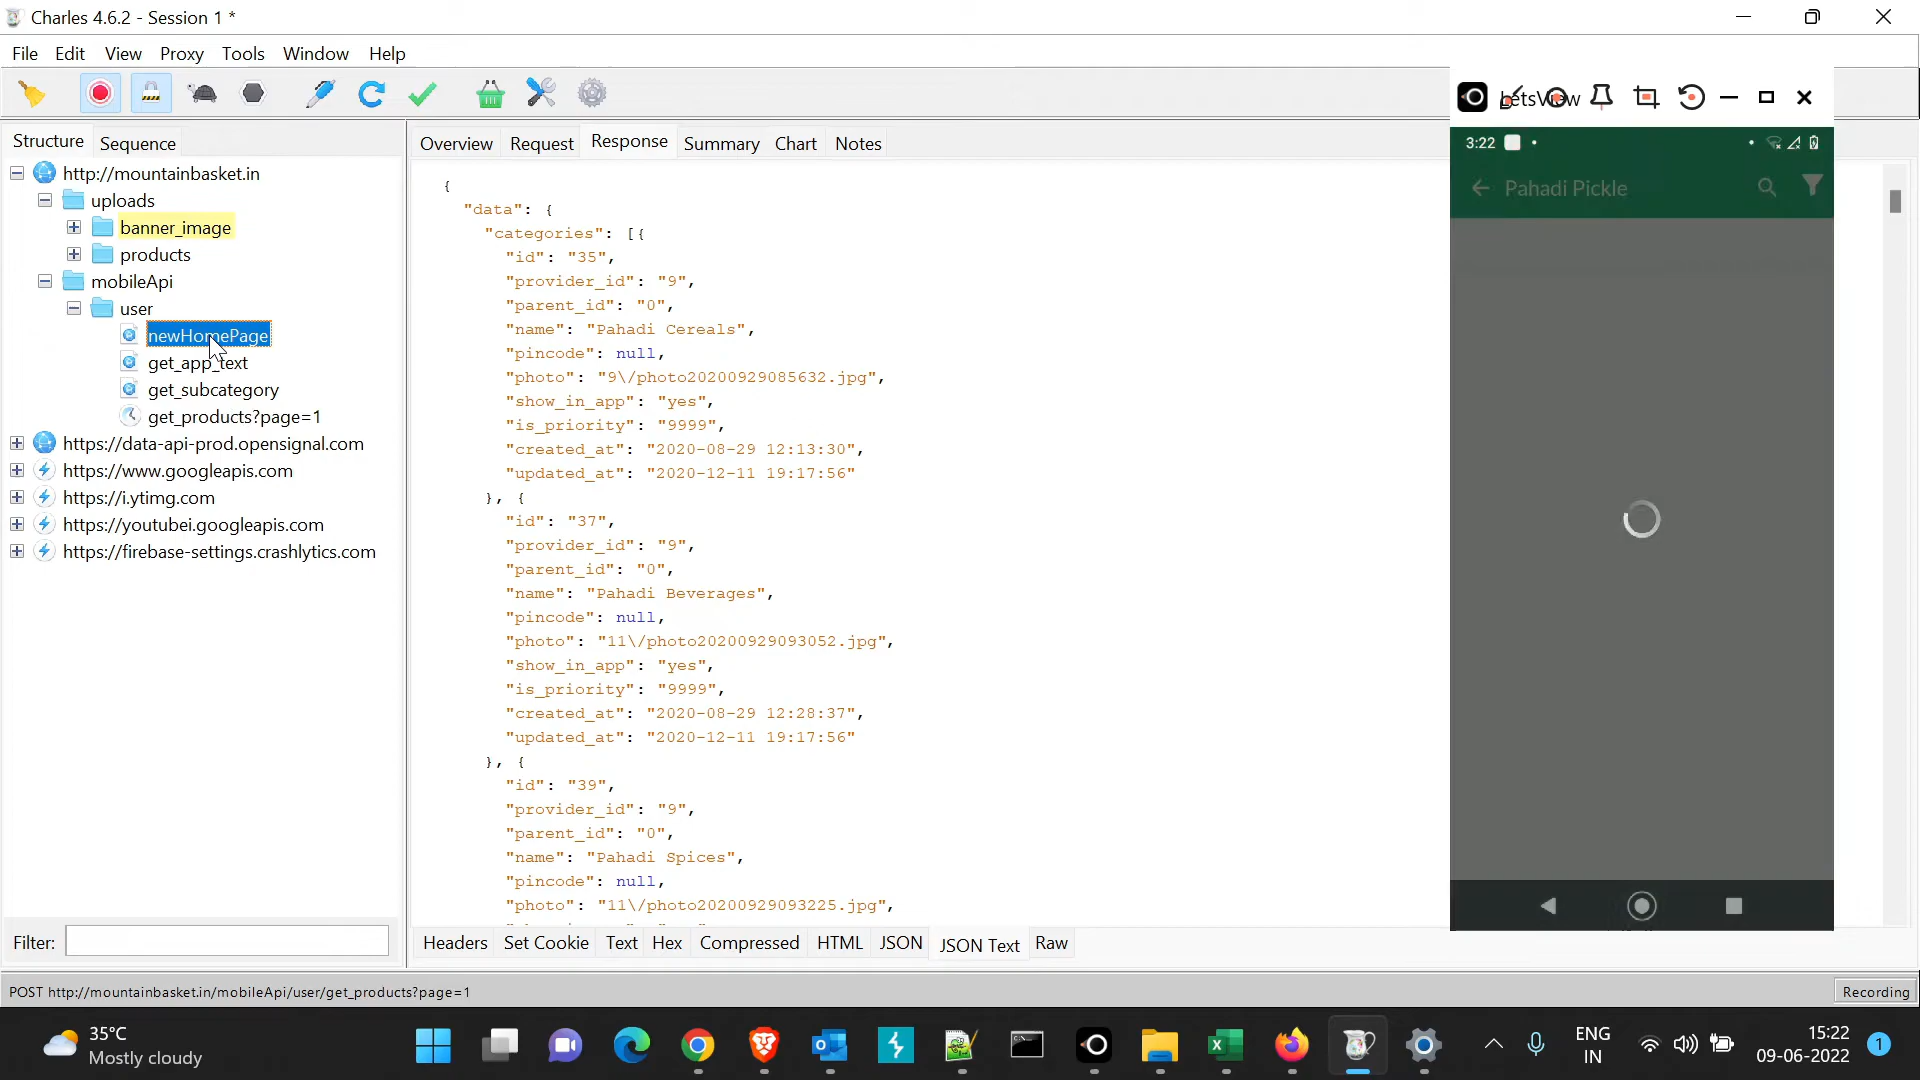 Charles 4.6.2 - Session 1 *
File Edit View Proxy Tools Window Help
LetsView
Structure Sequence
http://mountainbasket.in
uploads
banner_image
products
mobileApi
user
newHomePage
get_app_text
get_subcategory
get_products?page=1
https://data-api-prod.opensignal.com
https://www.googleapis.com
https://i.ytimg.com
https://youtubei.googleapis.com
https://firebase-settings.crashlytics.com
Filter:
Overview Request Response Summary Chart Notes
{
"data": {
"categories": [{
"id": "35",
"provider_id": "9",
"parent_id": "0",
"name": "Pahadi Cereals",
"pincode": null,
"photo": "9\/photo20200929085632.jpg",
"show_in_app": "yes",
"is_priority": "9999",
"created_at": "2020-08-29 12:13:30",
"updated_at": "2020-12-11 19:17:56"
}, {
"id": "37",
"provider_id": "9",
"parent_id": "0",
"name": "Pahadi Beverages",
"pincode": null,
"photo": "11\/photo20200929093052.jpg",
"show_in_app": "yes",
"is_priority": "9999",
"created_at": "2020-08-29 12:28:37",
"updated_at": "2020-12-11 19:17:56"
}, {
"id": "39",
"provider_id": "9",
"parent_id": "0",
"name": "Pahadi Spices",
"pincode": null,
"photo": "11\/photo20200929093225.jpg",
Headers Set Cookie Text Hex Compressed HTML JSON JSON Text Raw
3:22
Pahadi Pickle
POST http://mountainbasket.in/mobileApi/user/get_products?page=1
Recording
35°C
Mostly cloudy
ENG
IN
15:22
09-06-2022
1